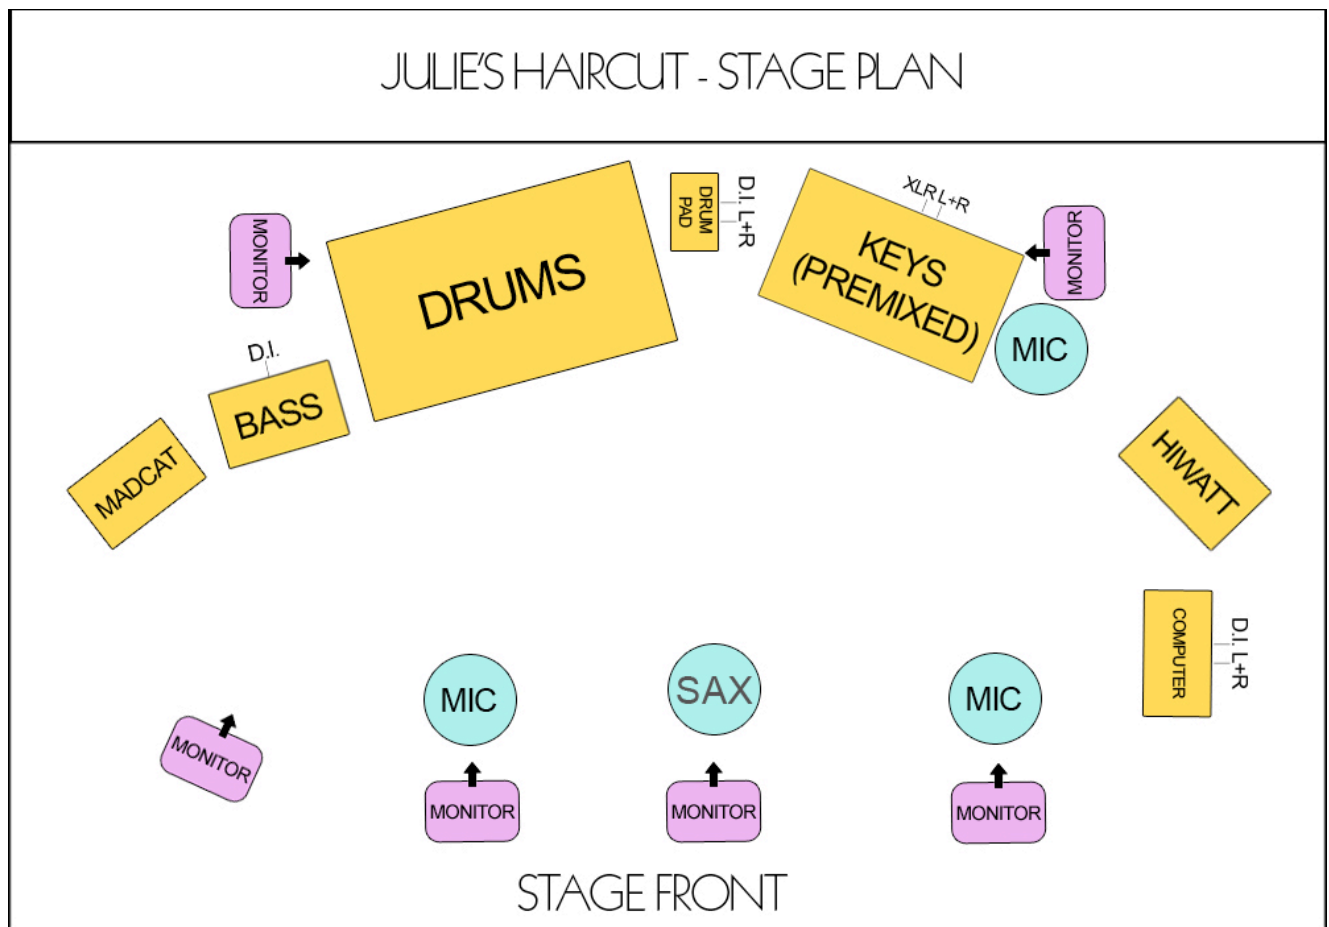 JULIE'S HAIRCUT - STAGE PLAN
MONITOR
DRUMS
DRUM
PAD
D.I. L+R
XLR L+R
KEYS
(PREMIXED)
MONITOR
MIC
D.I.
BASS
MADCAT
HIWATT
COMPUTER
D.I. L+R
MIC
SAX
MIC
MONITOR
MONITOR
MONITOR
MONITOR
STAGE FRONT